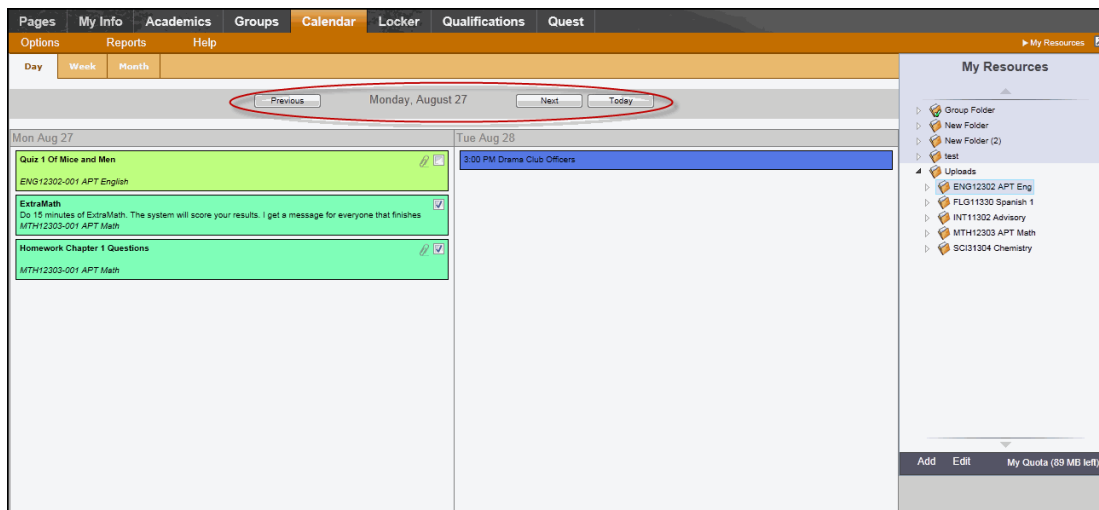 Pages My Info Academics Groups Calendar Locker Qualifications Quest
Options Reports Help
My Resources
Day Week Month
My Resources
Previous Monday, August 27 Next Today
Mon Aug 27
Tue Aug 28
Quiz 1 Of Mice and Men
ENG12302-001 APT English
ExtraMath
Do 15 minutes of ExtraMath. The system will score your results. I get a message for everyone that finishes
MTH12303-001 APT Math
Homework Chapter 1 Questions
MTH12303-001 APT Math
3:00 PM Drama Club Officers
Group Folder
New Folder
New Folder (2)
test
Uploads
ENG12302 APT Eng
FLG11330 Spanish 1
INT11302 Advisory
MTH12303 APT Math
SCI31304 Chemistry
Add Edit My Quota (89 MB left)